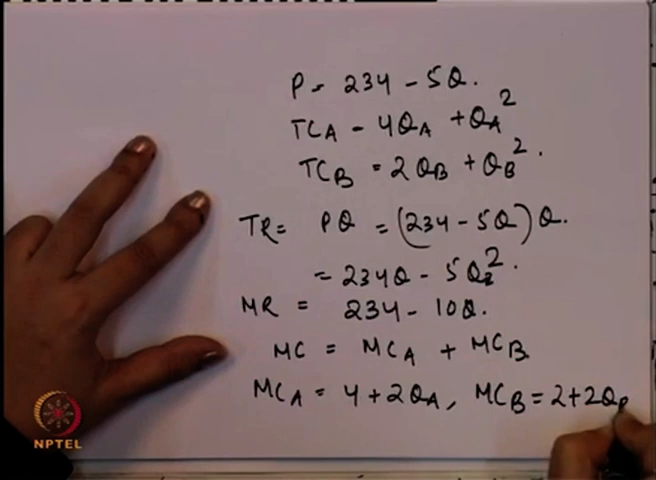 P = 234 - 5Q.
TCA - 4QA + QA²
TCB = 2QB + QB².
TR = PQ = (234 - 5Q) Q.
= 234Q - 5Q².
MR = 234 - 10Q.
MC = MCA + MCB
MCA = 4 + 2QA, MCB = 2 + 2QB
NPTEL